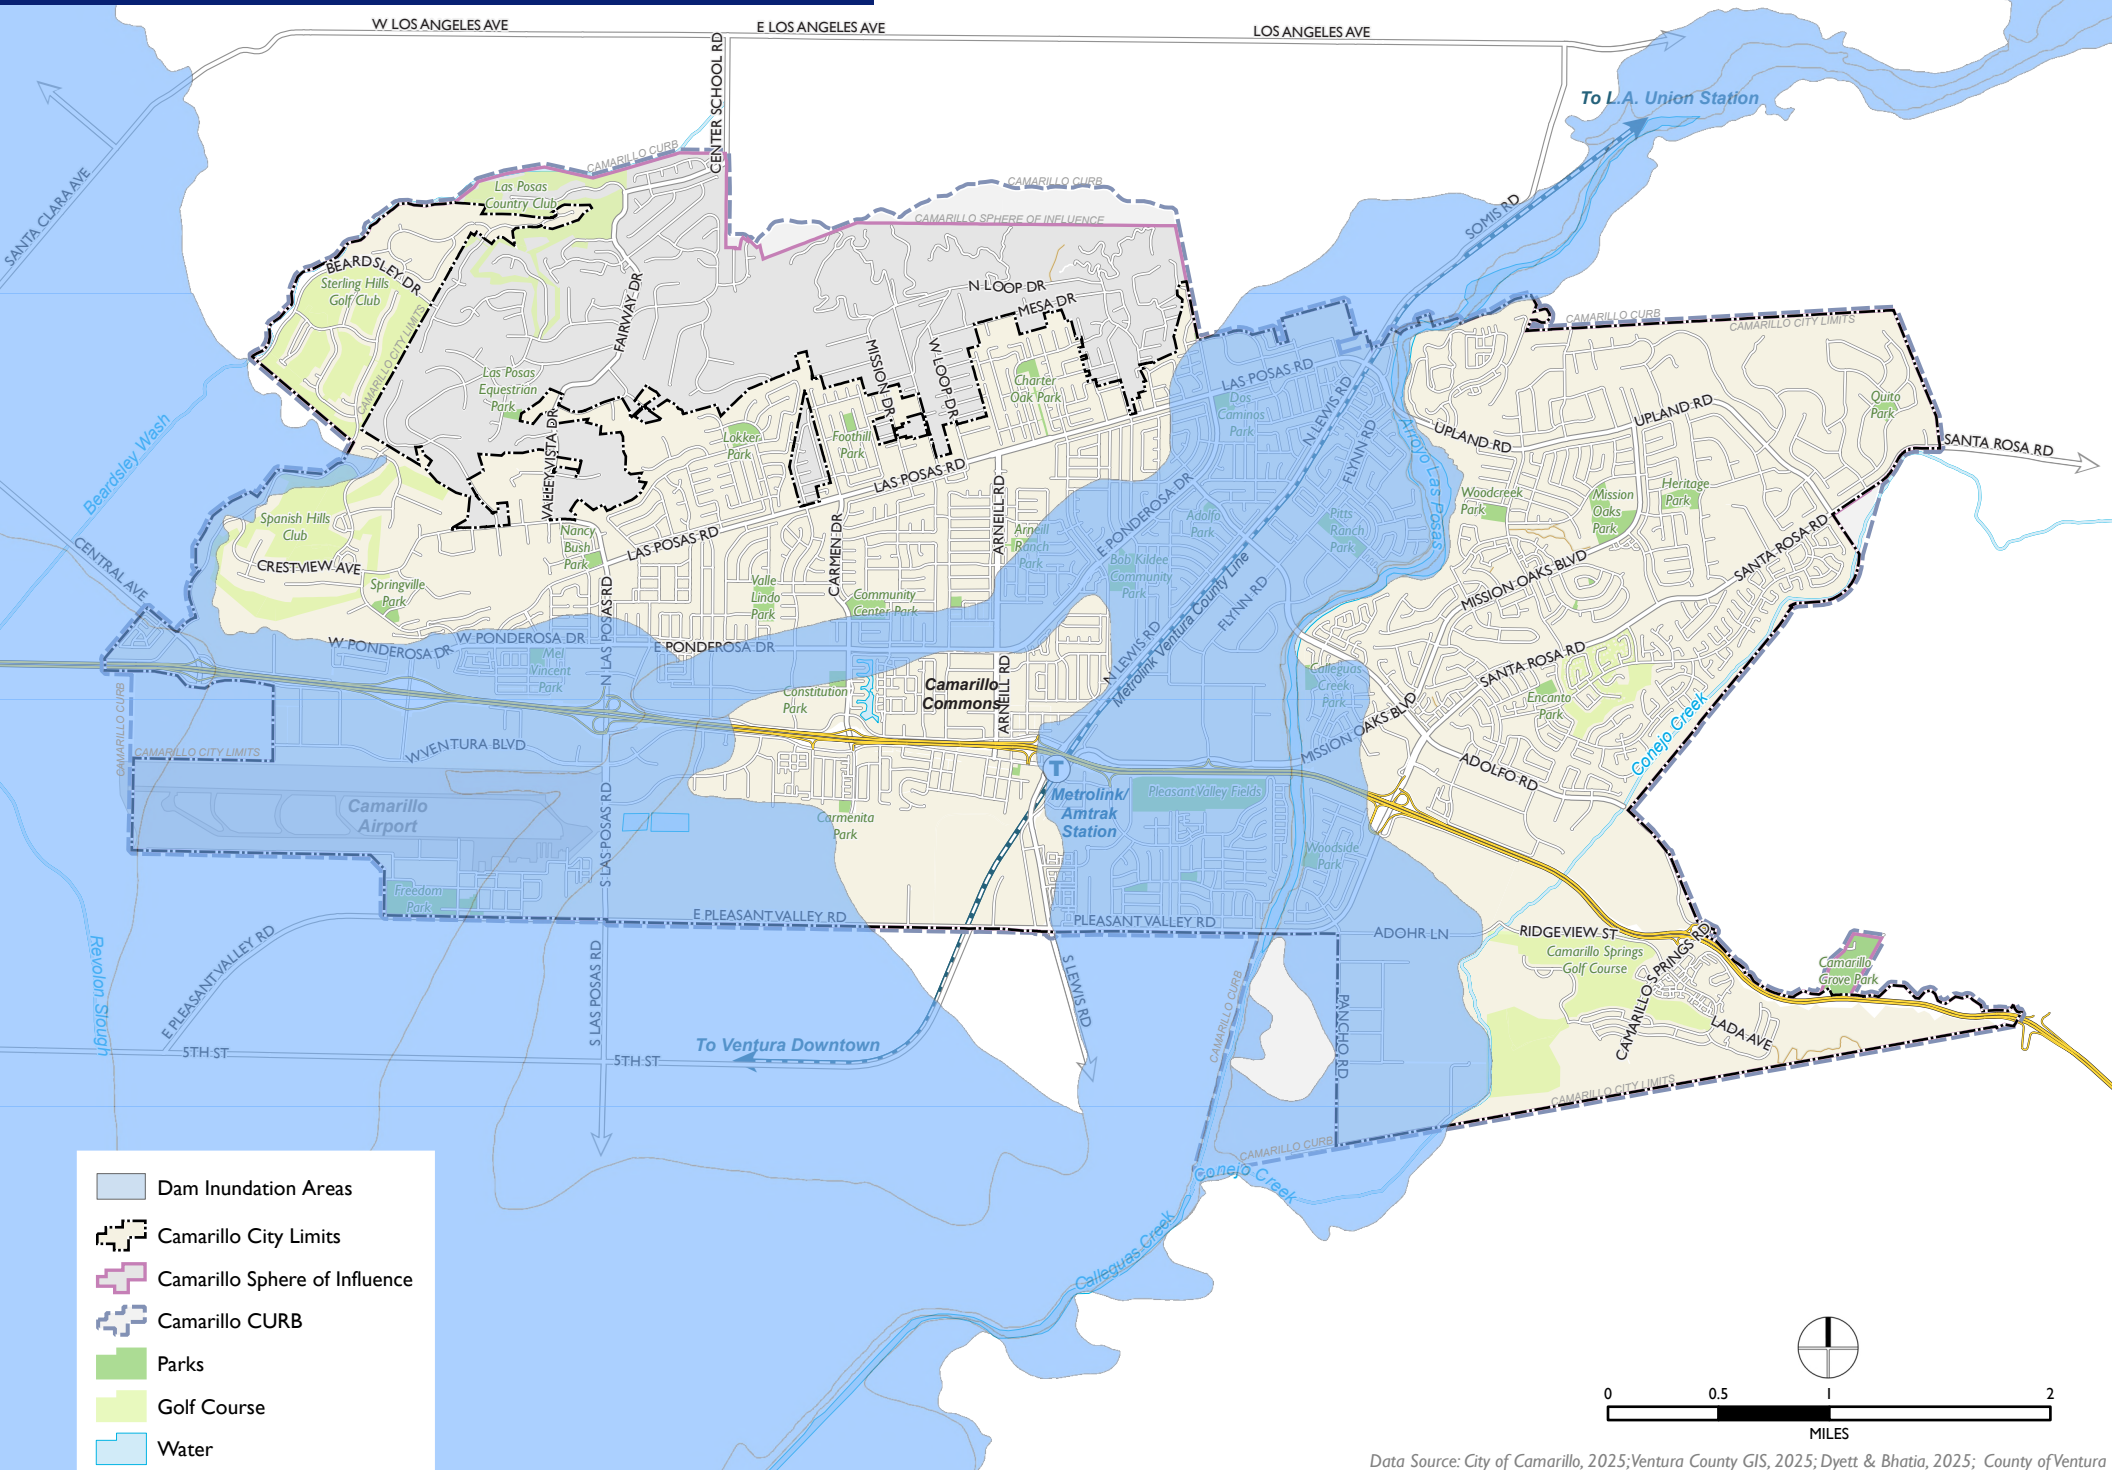 W LOS ANGELES AVE
E LOS ANGELES AVE
LOS ANGELES AVE
CENTER SCHOOL RD
To L.A. Union Station
SANTA CLARA AVE
CAMARILLO CURB
Las Posas
Country Club
CAMARILLO CURB
CAMARILLO SPHERE OF INFLUENCE
SOMIS RD
BEARDSLEY DR
Sterling Hills
Golf Club
FAIRWAY DR
N LOOP DR
MESA DR
CAMARILLO CITY LIMITS
CAMARILLO CURB
CAMARILLO CITY LIMITS
MISSION DR
W LOOP DR
Las Posas
Equestrian
Park
Charter
Oak Park
LAS POSAS RD
Dos
Caminos
Park
N LEWIS RD
FLYNN RD
Arroyo Las Posas
UPLAND RD
UPLAND RD
Quito
Park
SANTA ROSA RD
Beardsley Wash
VALLEY VISTA DR
Lokker
Park
Foothill
Park
LAS POSAS RD
ARNEILL RD
Spanish Hills
Club
Nancy
Bush
Park
LAS POSAS RD
CARMEN DR
Arneill
Ranch
Park
E PONDEROSA DR
Adolfo
Park
Pitts
Ranch
Park
Woodcreek
Park
Mission
Oaks
Park
Heritage
Park
CENTRAL AVE
CRESTVIEW AVE
Springville
Park
N LAS POSAS RD
Valle
Lindo
Park
Community
Center Park
Bob Kildee
Community
Park
Metrolink Ventura County Line
FLYNN RD
MISSION OAKS BLVD
SANTA ROSA RD
W PONDEROSA DR
W PONDEROSA DR
E PONDEROSA DR
Mel
Vincent
Park
Constitution
Park
Camarillo
Commons
ARNEILL RD
N LEWIS RD
Calleguas
Creek
Park
SANTA ROSA RD
Encanto
Park
MISSION OAKS BLVD
Conejo Creek
CAMARILLO CURB
CAMARILLO CITY LIMITS
W VENTURA BLVD
ADOLFO RD
Camarillo
Airport
S LAS POSAS RD
Carmenita
Park
T
Metrolink/
Amtrak
Station
Pleasant Valley Fields
Woodside
Park
Freedom
Park
E PLEASANT VALLEY RD
PLEASANT VALLEY RD
ADOHR LN
RIDGEVIEW ST
Camarillo Springs
Golf Course
CAMARILLO SPRINGS RD
Camarillo
Grove Park
Revolon Slough
E PLEASANT VALLEY RD
S LAS POSAS RD
S LEWIS RD
CAMARILLO CURB
PANCHO RD
LADA AVE
5TH ST
5TH ST
To Ventura Downtown
CAMARILLO CITY LIMITS
CAMARILLO CURB
Conejo Creek
Calleguas Creek
Dam Inundation Areas
Camarillo City Limits
Camarillo Sphere of Influence
Camarillo CURB
Parks
Golf Course
Water
0 0.5 1 2
MILES
Data Source: City of Camarillo, 2025; Ventura County GIS, 2025; Dyett & Bhatia, 2025; County of Ventura